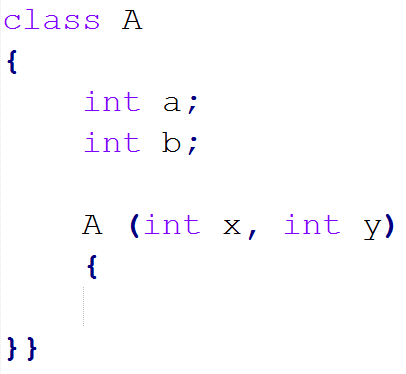 class A
{
int a;
int b;
A (int x, int y)
{
}}